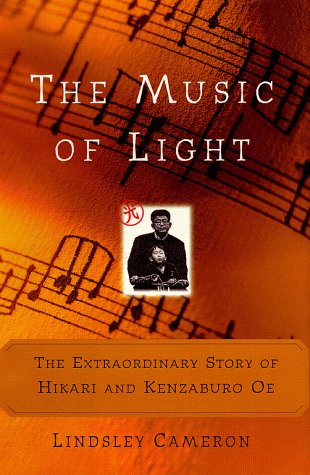 THE MUSIC
OF LIGHT
光
THE EXTRAORDINARY STORY OF
HIKARI AND KENZABURO OE
LINDSLEY CAMERON